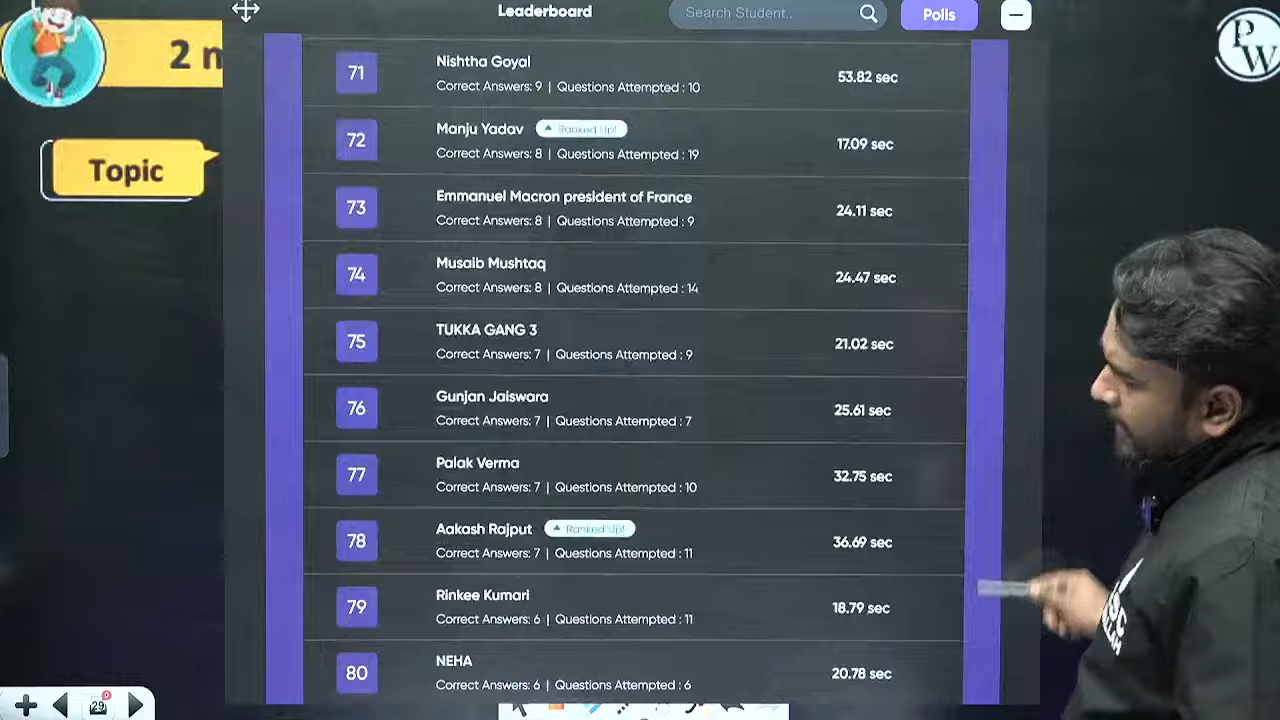 Leaderboard
Search Student..
Polls
2 m
PW
Topic
71
Nishtha Goyal
Correct Answers: 9 | Questions Attempted : 10
53.82 sec
72
Manju Yadav
Ranked Up!
Correct Answers: 8 | Questions Attempted : 19
17.09 sec
73
Emmanuel Macron president of France
Correct Answers: 8 | Questions Attempted : 9
24.11 sec
74
Musaib Mushtaq
Correct Answers: 8 | Questions Attempted : 14
24.47 sec
75
TUKKA GANG 3
Correct Answers: 7 | Questions Attempted : 9
21.02 sec
76
Gunjan Jaiswara
Correct Answers: 7 | Questions Attempted : 7
25.61 sec
77
Palak Verma
Correct Answers: 7 | Questions Attempted : 10
32.75 sec
78
Aakash Rajput
Ranked Up!
Correct Answers: 7 | Questions Attempted : 11
36.69 sec
79
Rinkee Kumari
Correct Answers: 6 | Questions Attempted : 11
18.79 sec
80
NEHA
Correct Answers: 6 | Questions Attempted : 6
20.78 sec
29